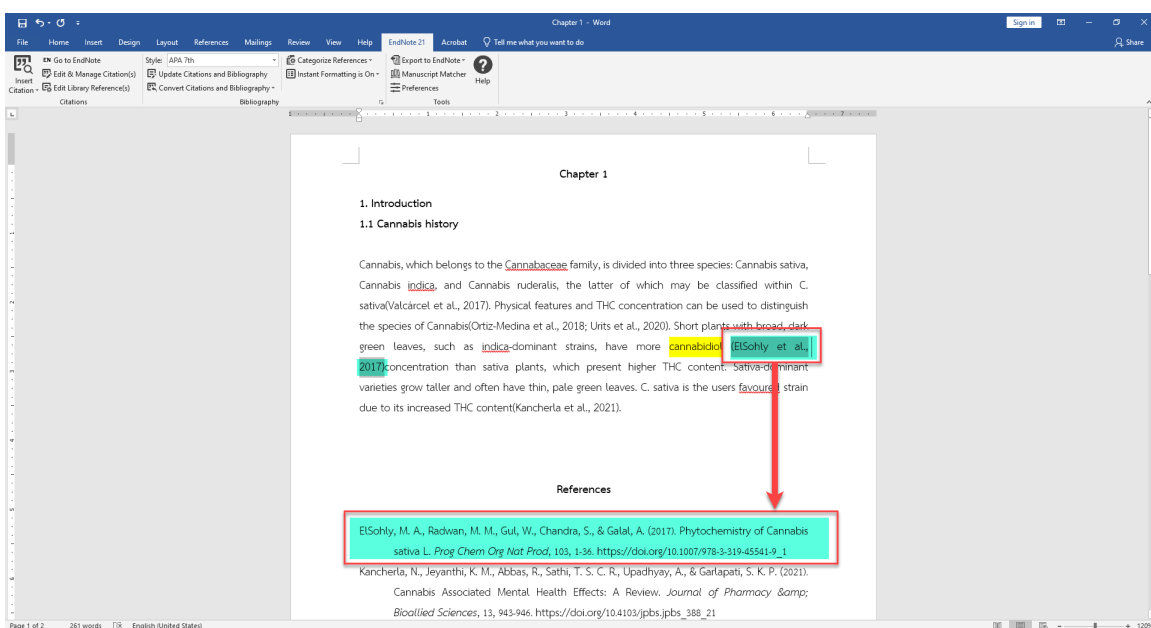 Chapter 1 - Word
Sign in
File Home Insert Design Layout References Mailings Review View Help EndNote 21 Acrobat Tell me what you want to do
Share
Insert Citation
EN Go to EndNote
Edit & Manage Citation(s)
Edit Library Reference(s)
Citations
Style: APA 7th
Update Citations and Bibliography
Convert Citations and Bibliography
Bibliography
Categorize References
Instant Formatting is On
Export to EndNote
Manuscript Matcher
Preferences
Help
Tools
Chapter 1
1. Introduction
1.1 Cannabis history
Cannabis, which belongs to the Cannabaceae family, is divided into three species: Cannabis sativa,
Cannabis indica, and Cannabis ruderalis, the latter of which may be classified within C.
sativa(Valcárcel et al., 2017). Physical features and THC concentration can be used to distinguish
the species of Cannabis(Ortiz-Medina et al., 2018; Urits et al., 2020). Short plants with broad, dark
green leaves, such as indica-dominant strains, have more cannabidiol (ElSohly et al.,
2017)concentration than sativa plants, which present higher THC content. Sativa-dominant
varieties grow taller and often have thin, pale green leaves. C. sativa is the users favoured strain
due to its increased THC content(Kancherla et al., 2021).
References
ElSohly, M. A., Radwan, M. M., Gul, W., Chandra, S., & Galal, A. (2017). Phytochemistry of Cannabis
sativa L. Prog Chem Org Nat Prod, 103, 1-36. https://doi.org/10.1007/978-3-319-45541-9_1
Kancherla, N., Jeyanthi, K. M., Abbas, R., Sathi, T. S. C. R., Upadhyay, A., & Garlapati, S. K. P. (2021).
Cannabis Associated Mental Health Effects: A Review. Journal of Pharmacy &amp;
Bioallied Sciences, 13, 943-946. https://doi.org/10.4103/jpbs.jpbs_388_21
Page 1 of 2 261 words English (United States)